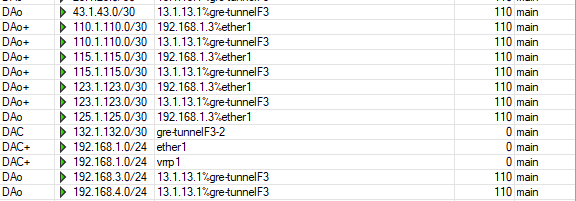 DAo 43.1.43.0/30 13.1.13.1%gre-tunnelF3 110 main
DAo+ 110.1.110.0/30 192.168.1.3%ether1 110 main
DAo+ 110.1.110.0/30 13.1.13.1%gre-tunnelF3 110 main
DAo+ 115.1.115.0/30 192.168.1.3%ether1 110 main
DAo+ 115.1.115.0/30 13.1.13.1%gre-tunnelF3 110 main
DAo+ 123.1.123.0/30 192.168.1.3%ether1 110 main
DAo+ 123.1.123.0/30 13.1.13.1%gre-tunnelF3 110 main
DAo 125.1.125.0/30 192.168.1.3%ether1 110 main
DAC 132.1.132.0/30 gre-tunnelF3-2 0 main
DAC+ 192.168.1.0/24 ether1 0 main
DAC+ 192.168.1.0/24 vrrp1 0 main
DAo 192.168.3.0/24 13.1.13.1%gre-tunnelF3 110 main
DAo 192.168.4.0/24 13.1.13.1%gre-tunnelF3 110 main